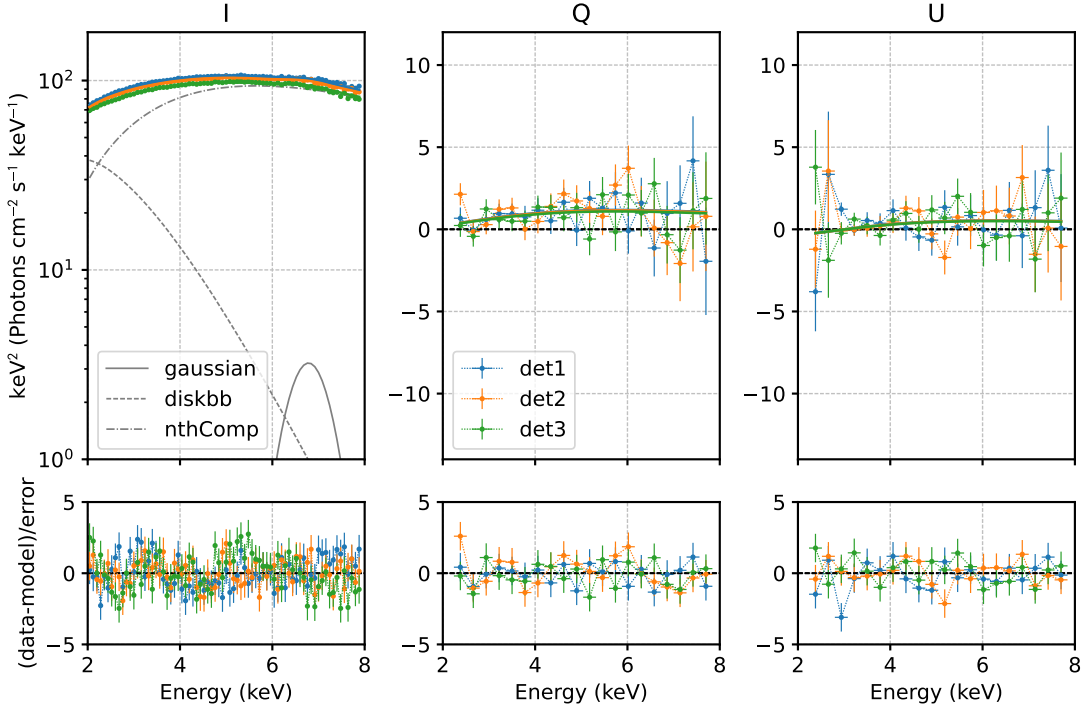 I
Q
U
keV² (Photons cm⁻² s⁻¹ keV⁻¹)
10²
10¹
10⁰
gaussian
diskbb
nthComp
10
5
0
−5
−10
det1
det2
det3
10
5
0
−5
−10
(data-model)/error
5
0
−5
2 4 6 8
Energy (keV)
5
0
−5
2 4 6 8
Energy (keV)
5
0
−5
2 4 6 8
Energy (keV)